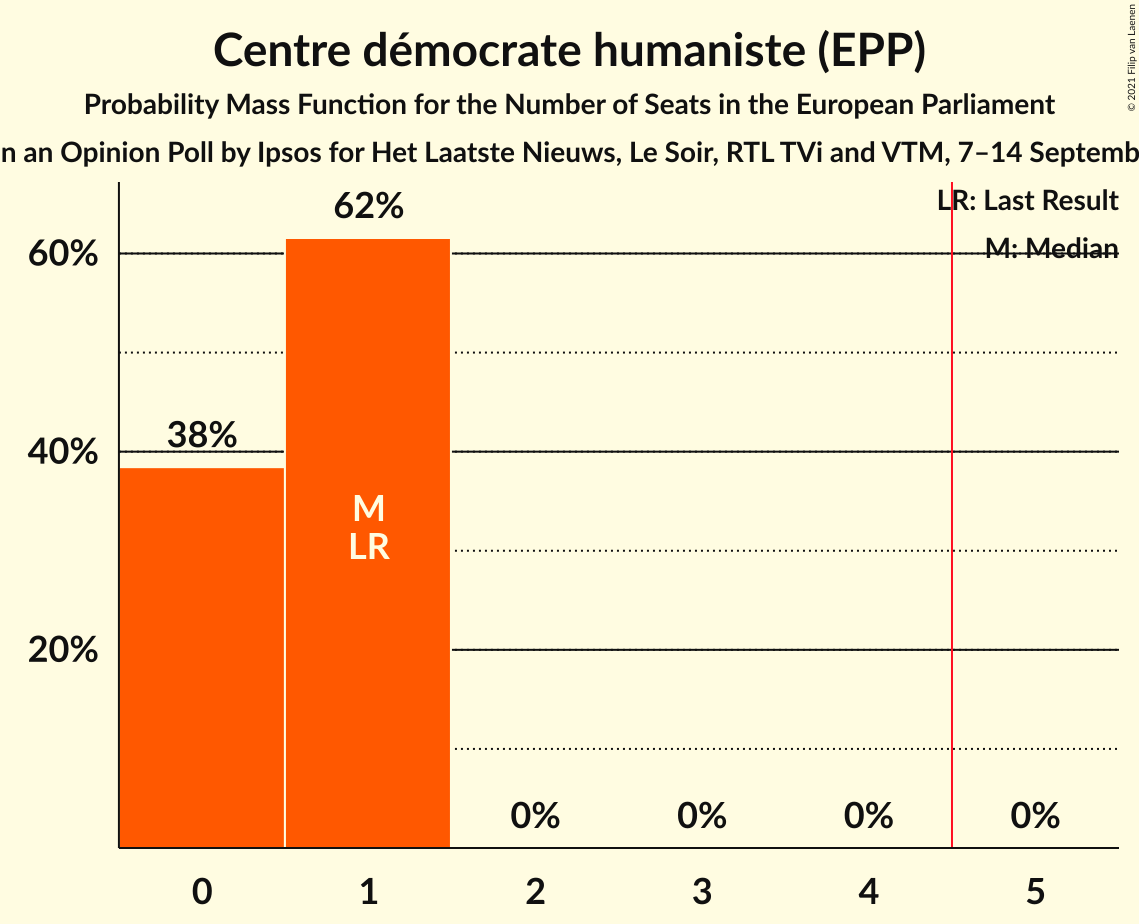 Centre démocrate humaniste (EPP)
Probability Mass Function for the Number of Seats in the European Parliament
n an Opinion Poll by Ipsos for Het Laatste Nieuws, Le Soir, RTL TVi and VTM, 7–14 Septemb
© 2021 Filip van Laenen
LR: Last Result
M: Median
62%
60%
38%
40%
M
LR
20%
0% 0% 0% 0%
0 1 2 3 4 5